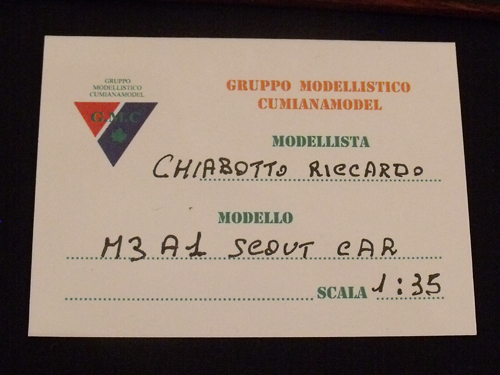 GRUPPO
MODELLISTICO
CUMIANAMODEL
G.M.C
GRUPPO MODELLISTICO
CUMIANAMODEL
MODELLISTA
CHIABOTTO RICCARDO
MODELLO
M3 A1 SCOUT CAR
SCALA 1:35